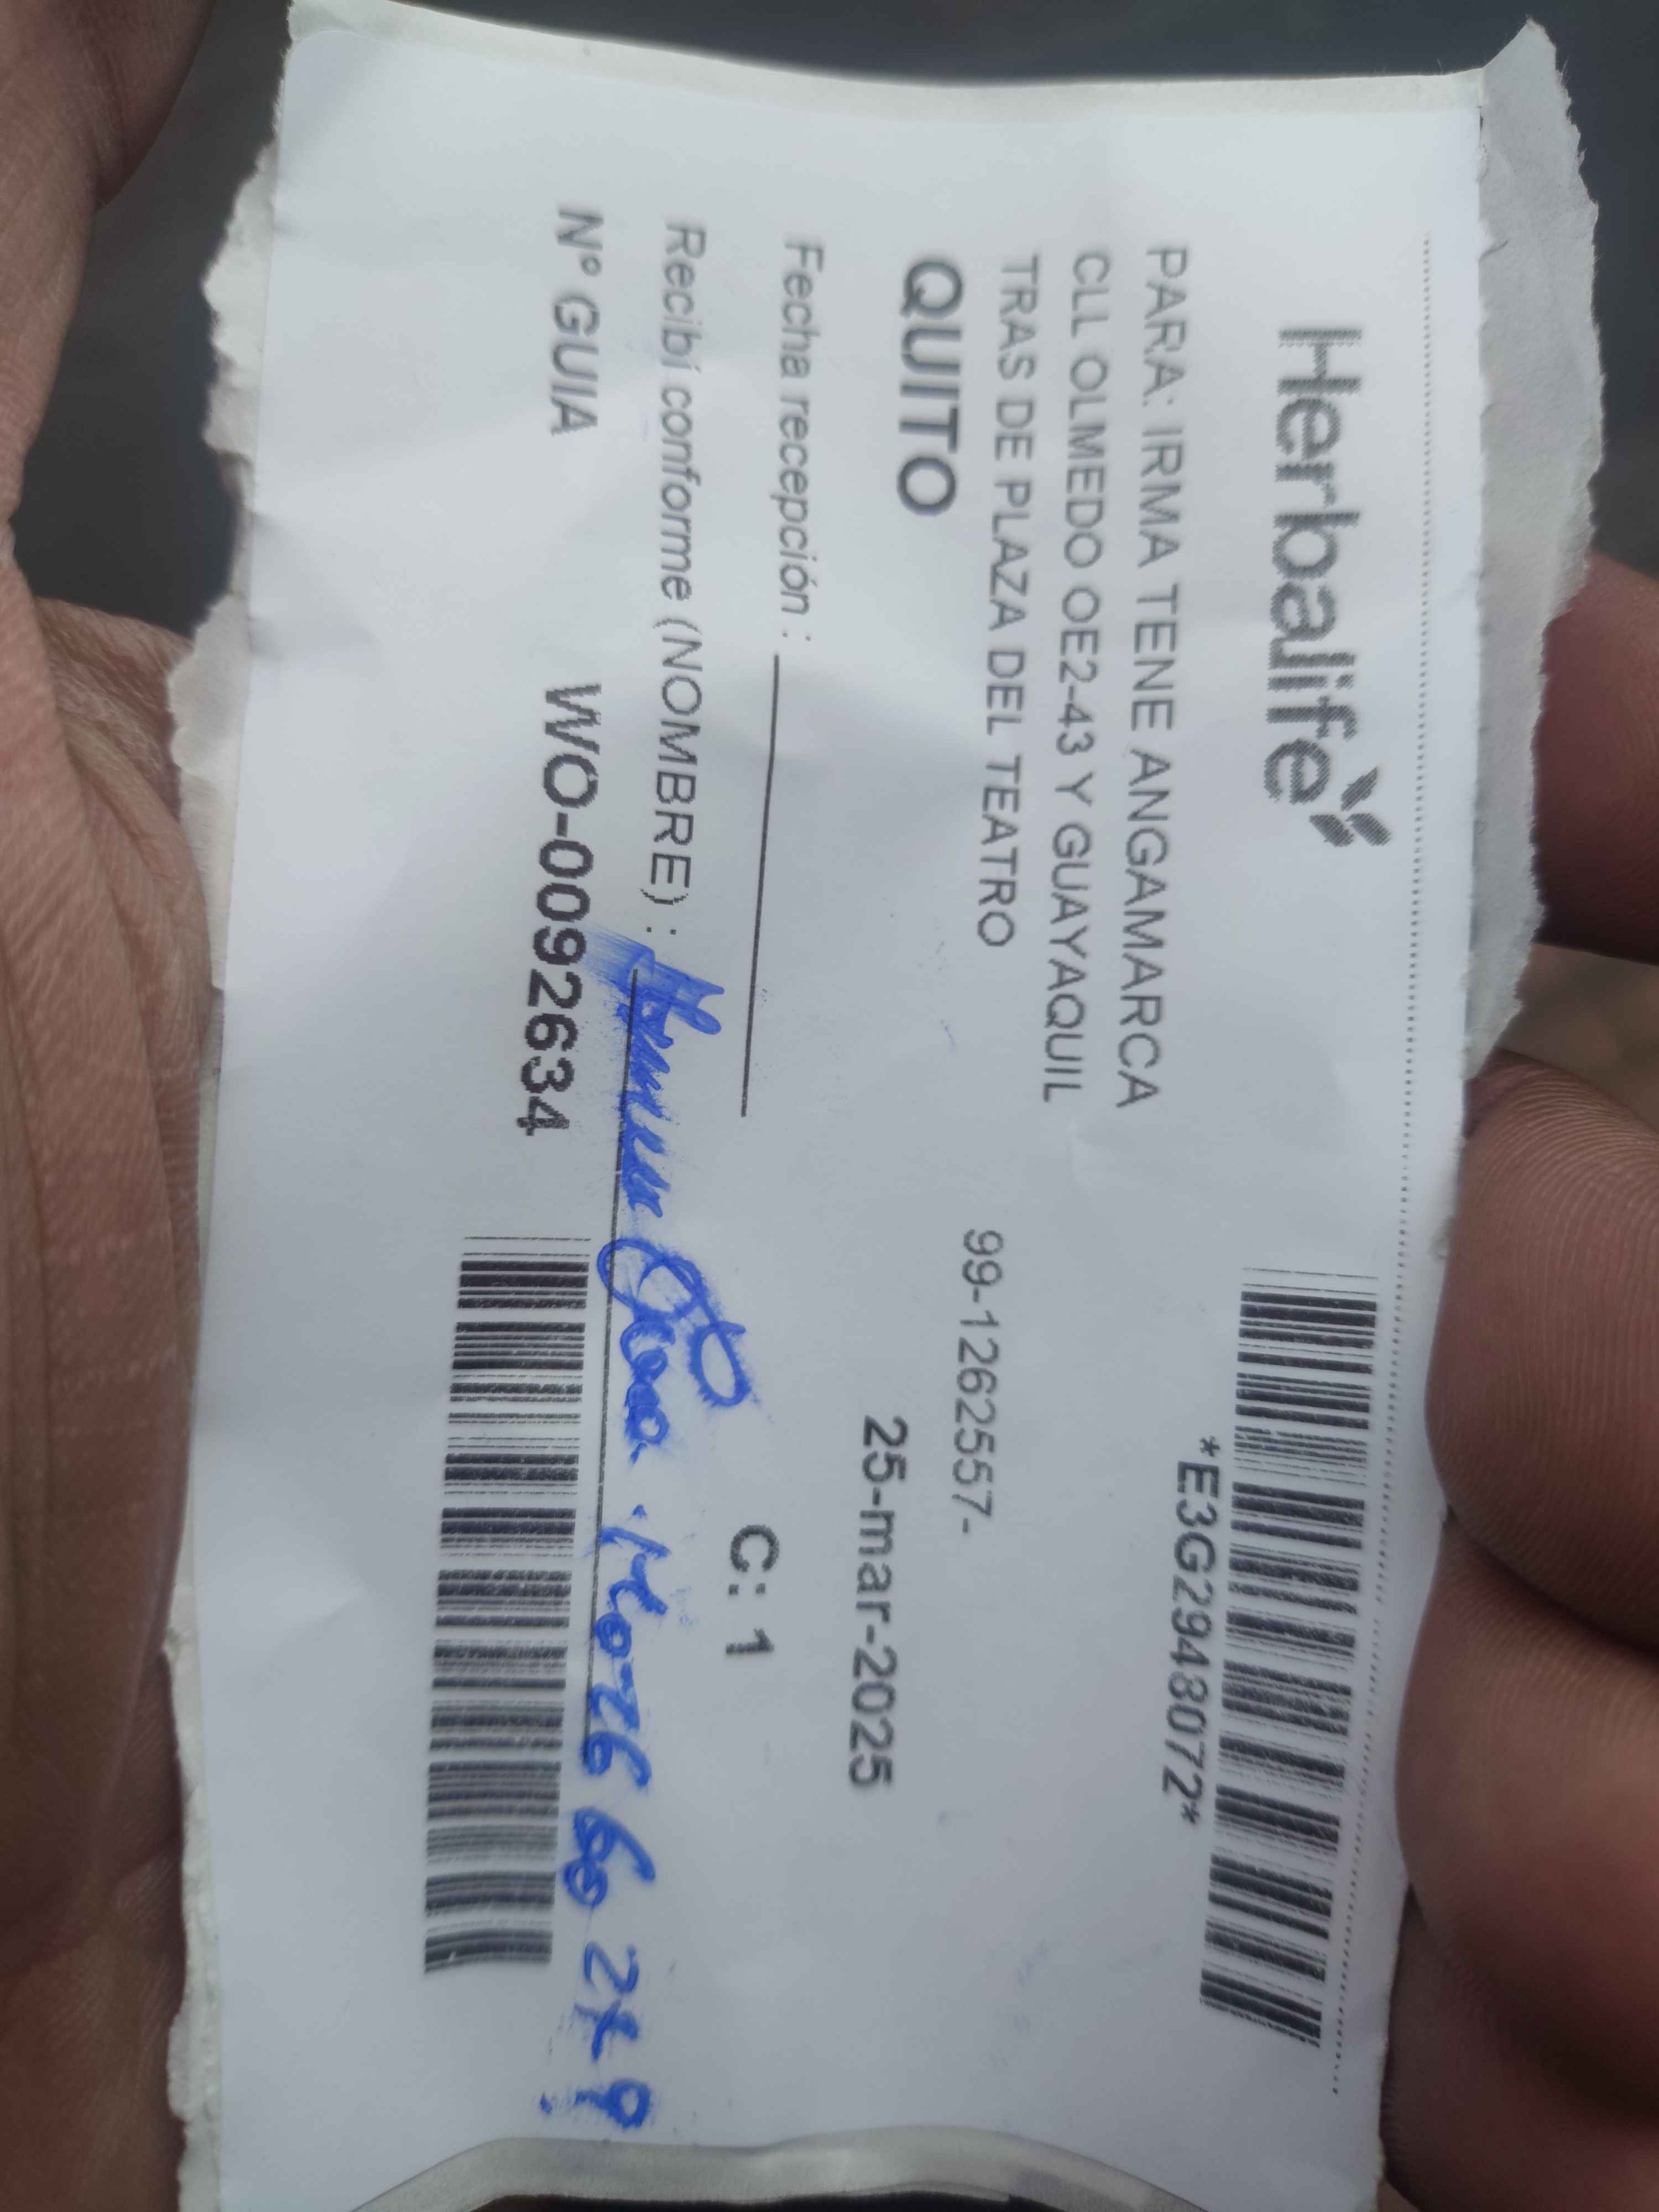 Herbalife
*E3G2948072*
PARA: IRMA TENE ANGAMARCA
CLL OLMEDO OE2-43 Y GUAYAQUIL
TRAS DE PLAZA DEL TEATRO
99-1262557-
QUITO
25-mar-2025
Fecha recepción :
C: 1
Recibí conforme (NOMBRE) :
Nº GUIA WO-0092634